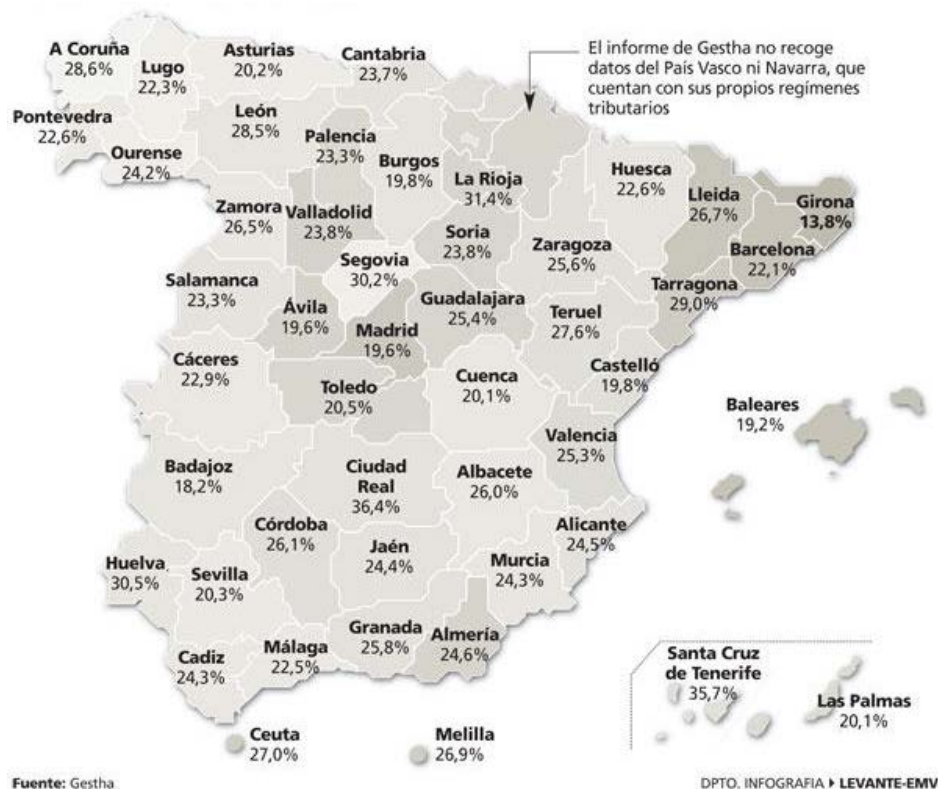 A Coruña
28,6%
Lugo
22,3%
Asturias
20,2%
Cantabria
23,7%
El informe de Gestha no recoge
datos del País Vasco ni Navarra, que
cuentan con sus propios regímenes
tributarios
Pontevedra
22,6%
Ourense
24,2%
León
28,5%
Palencia
23,3%
Burgos
19,8%
La Rioja
31,4%
Huesca
22,6%
Lleida
26,7%
Girona
13,8%
Barcelona
22,1%
Tarragona
29,0%
Zamora
26,5%
Valladolid
23,8%
Soria
23,8%
Zaragoza
25,6%
Segovia
30,2%
Salamanca
23,3%
Ávila
19,6%
Madrid
19,6%
Guadalajara
25,4%
Teruel
27,6%
Castelló
19,8%
Cáceres
22,9%
Toledo
20,5%
Cuenca
20,1%
Valencia
25,3%
Baleares
19,2%
Badajoz
18,2%
Ciudad
Real
36,4%
Albacete
26,0%
Alicante
24,5%
Córdoba
26,1%
Jaén
24,4%
Murcia
24,3%
Huelva
30,5%
Sevilla
20,3%
Granada
25,8%
Almería
24,6%
Cadiz
24,3%
Málaga
22,5%
Santa Cruz
de Tenerife
35,7%
Las Palmas
20,1%
Ceuta
27,0%
Melilla
26,9%
Fuente: Gestha
DPTO. INFOGRAFIA LEVANTE-EMV